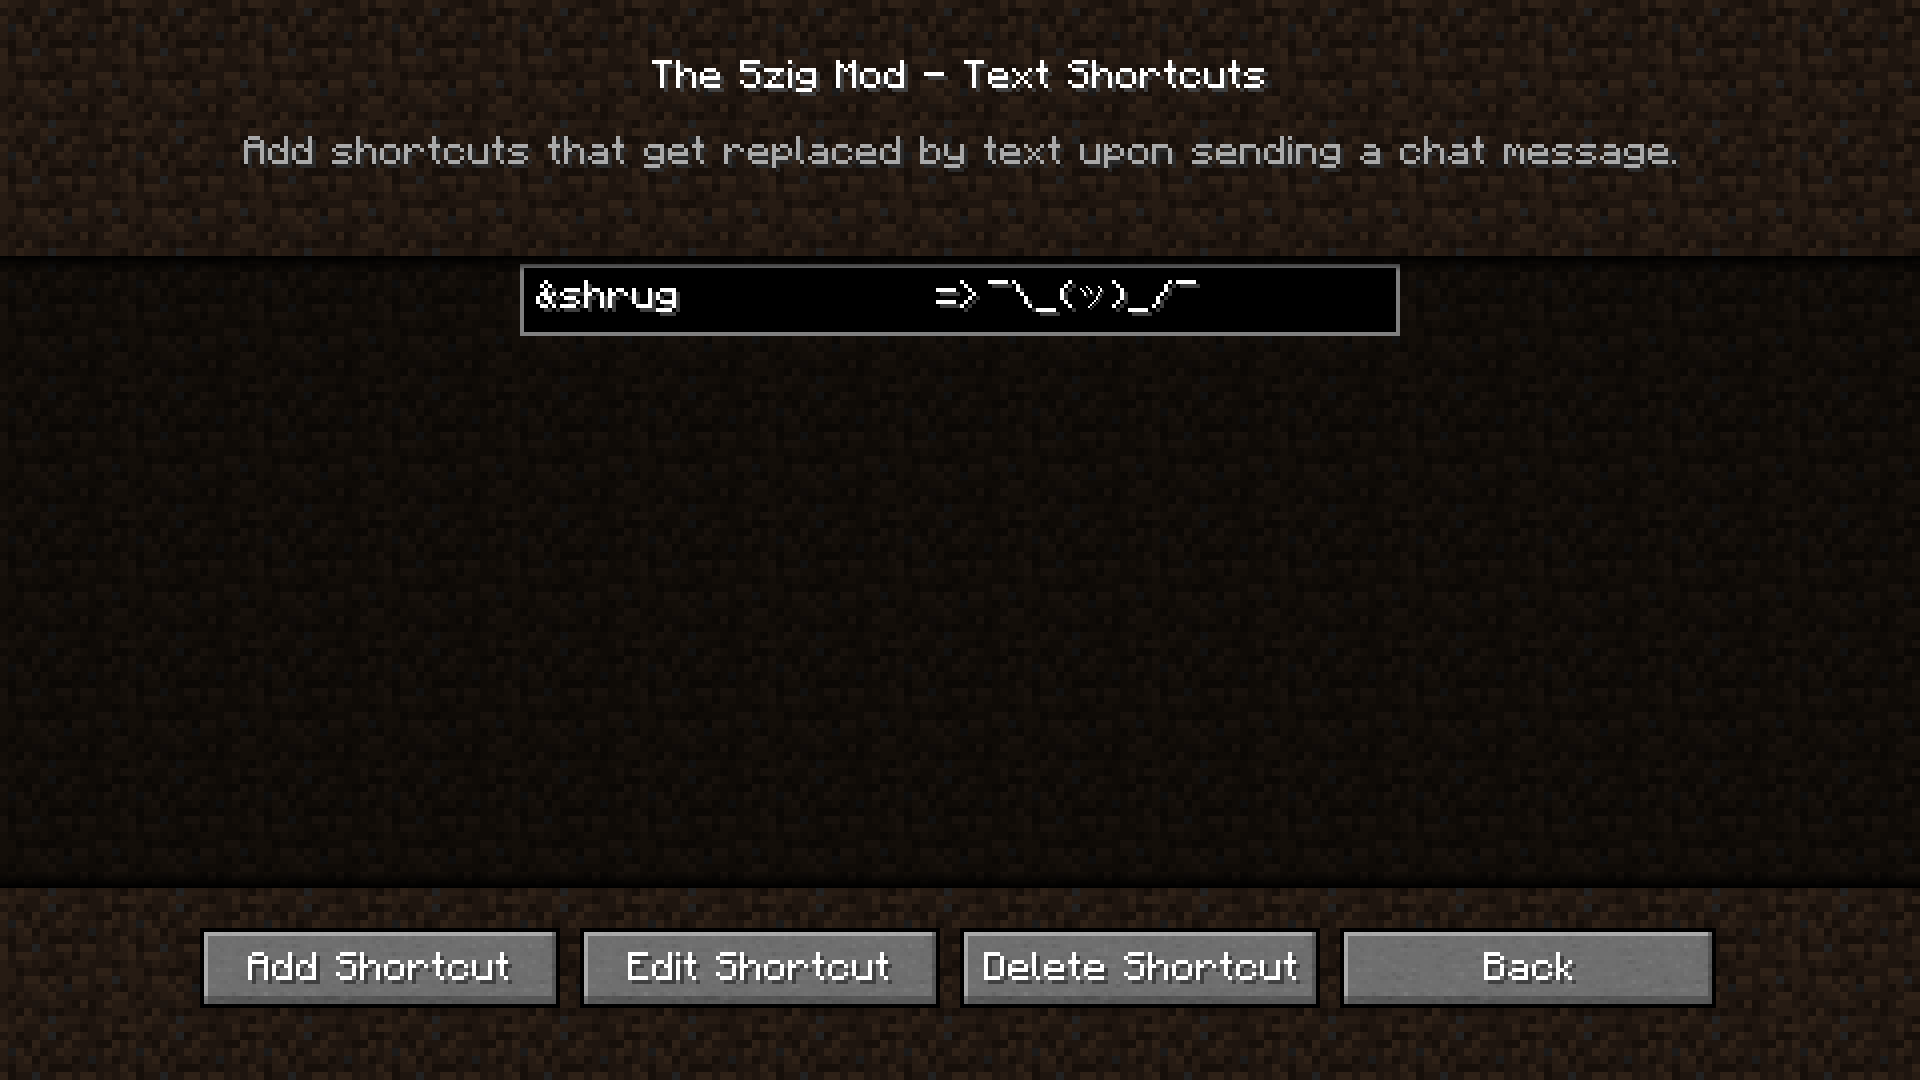 The 5zig Mod - Text Shortcuts
Add shortcuts that get replaced by text upon sending a chat message.
&shrug => ¯\_(ツ)_/¯
Add Shortcut
Edit Shortcut
Delete Shortcut
Back